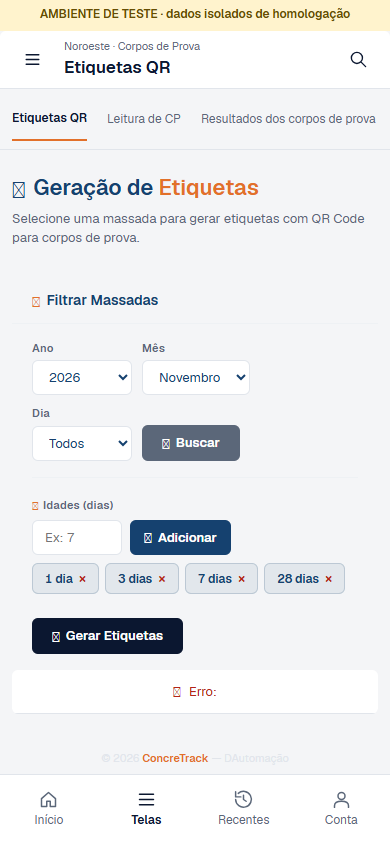 AMBIENTE DE TESTE · dados isolados de homologação
Noroeste · Corpos de Prova
Etiquetas QR
Etiquetas QR
Leitura de CP
Resultados dos corpos de prova
Geração de Etiquetas
Selecione uma massada para gerar etiquetas com QR Code
para corpos de prova.
Filtrar Massadas
Ano
Mês
2026
Novembro
Dia
Todos
Buscar
Idades (dias)
Ex: 7
Adicionar
1 dia ×
3 dias ×
7 dias ×
28 dias ×
Gerar Etiquetas
Erro:
© 2026 ConcreTrack — DAutomação
Início
Telas
Recentes
Conta